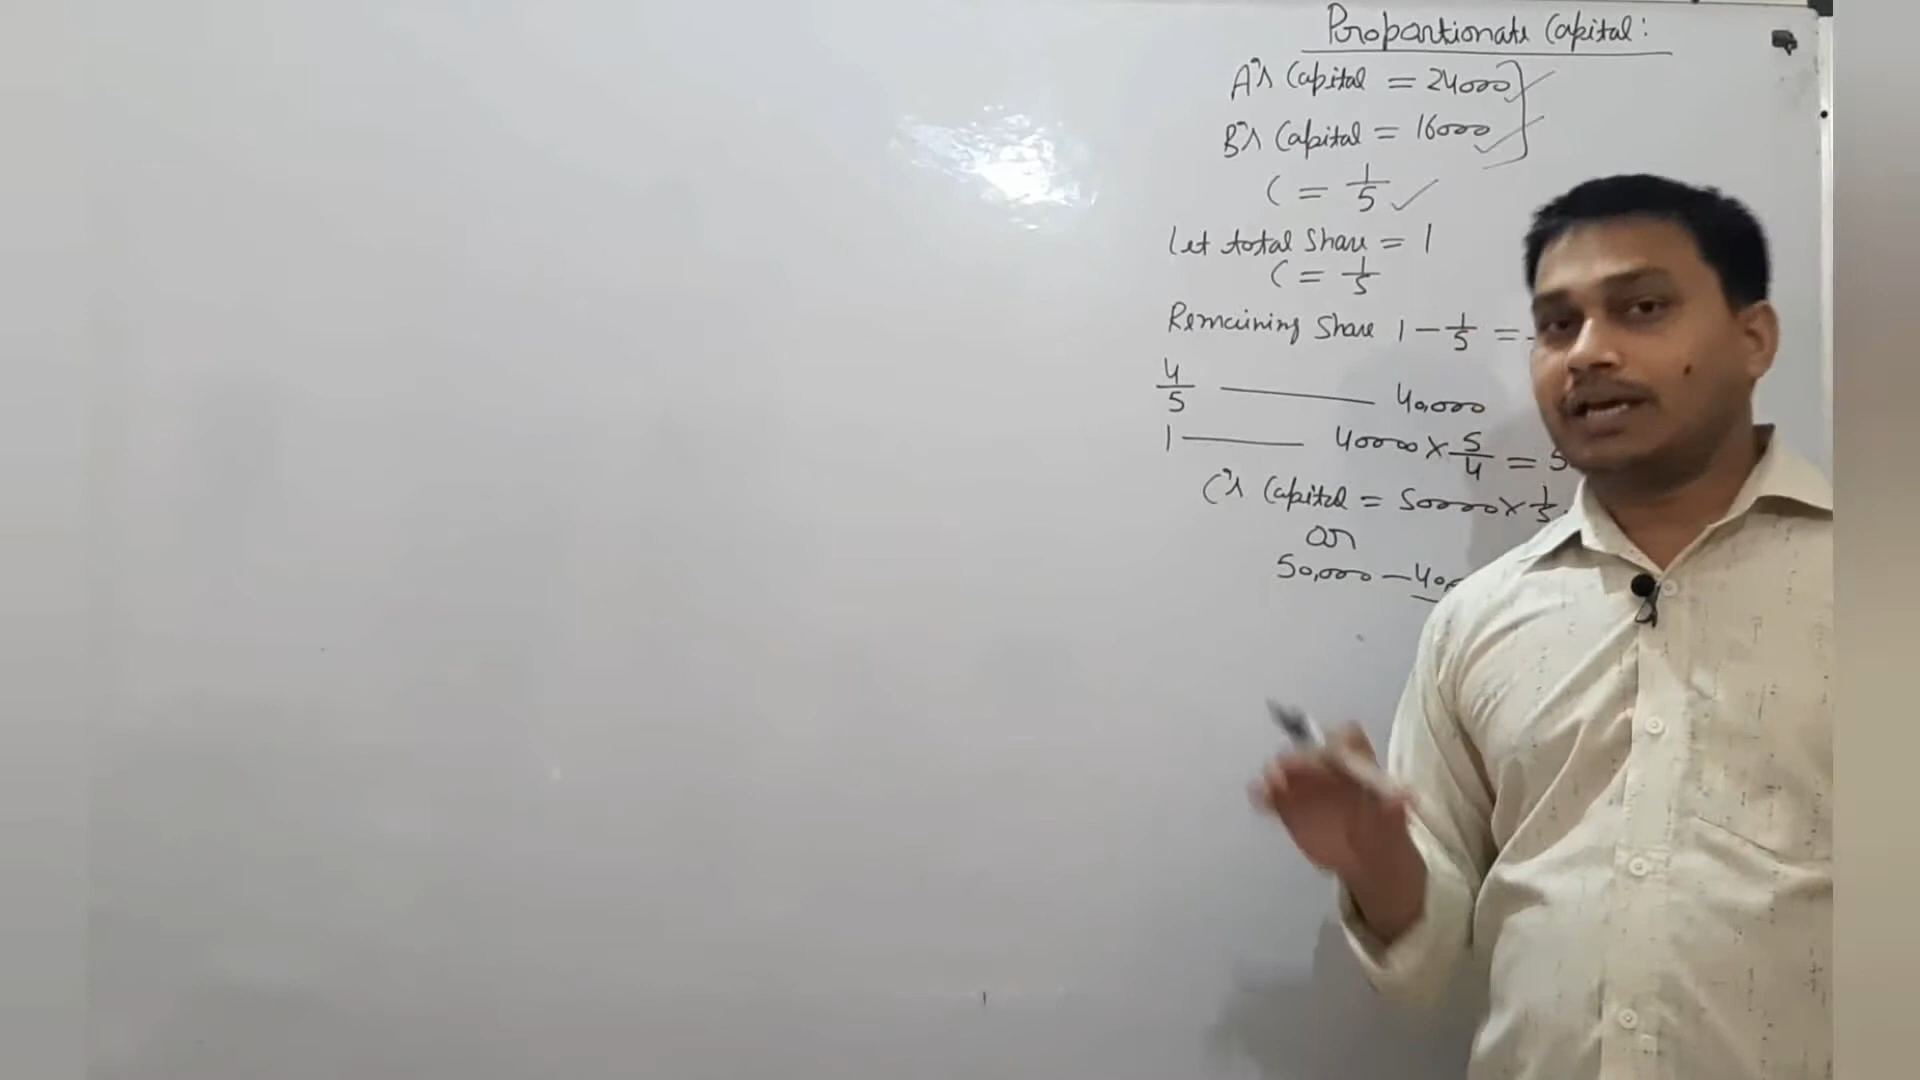 Proportionate Capital:
A's Capital = 24000
B's Capital = 16000
C = 1/5
Let total Share = 1
C = 1/5
Remaining Share 1 - 1/5 =
4/5 — 40,000
1 — 40000 × 5/4 = 5
C's Capital = 50000 × 1/5
or
50,000 - 40,